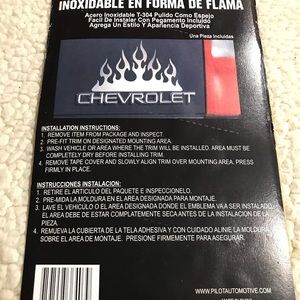 INOXIDABLE EN FORMA DE FLAMA
Acero Inoxidable T-304 Pulido Como Espejo
Facil De Instalar Con Pegamento Incluido
Agrega Un Estilo Y Apariencia Deportiva
Una Pieza Incluidas
CHEVROLET
INSTALLATION INSTRUCTIONS:
1. REMOVE ITEM FROM PACKAGE AND INSPECT.
2. PRE-FIT TRIM ON DESIGNATED MOUNTING AREA.
3. WASH VEHICLE OR AREA WHERE THE TRIM WILL BE INSTALLED. AREA MUST BE
COMPLETELY DRY BEFORE INSTALLING TRIM.
4. REMOVE TAPE COVER AND SLOWLY ALIGN TRIM OVER MOUNTING AREA. PRESS
FIRMLY IN PLACE.
INSTRUCCIONES INSTALACION:
1. RETIRE EL ARTICULO DEL PAQUETE E INSPECCIONELO.
2. PRE-MIDA LA MOLDURA EN EL AREA DESIGNADA PARA MONTAJE.
3. LAVE EL VEHICULO O EL AREA DESIGNADA DONDE EL EMBLEMA VA A SER INSTALADO.
EL AREA DEBE DE ESTAR COMPLETAMENTE SECA ANTES DE LA INSTALACION DE LA
PIEZA.
4. REMUEVA LA CUBIERTA DE LA TELA ADHESIVA Y CON CUIDADO ALINIE LA MOLDURA
SOBRE EL AREA DE MONTAJE. PRESIONE FIRMEMENTE PARA ASEGURAR.
WWW.PILOTAUTOMOTIVE.COM